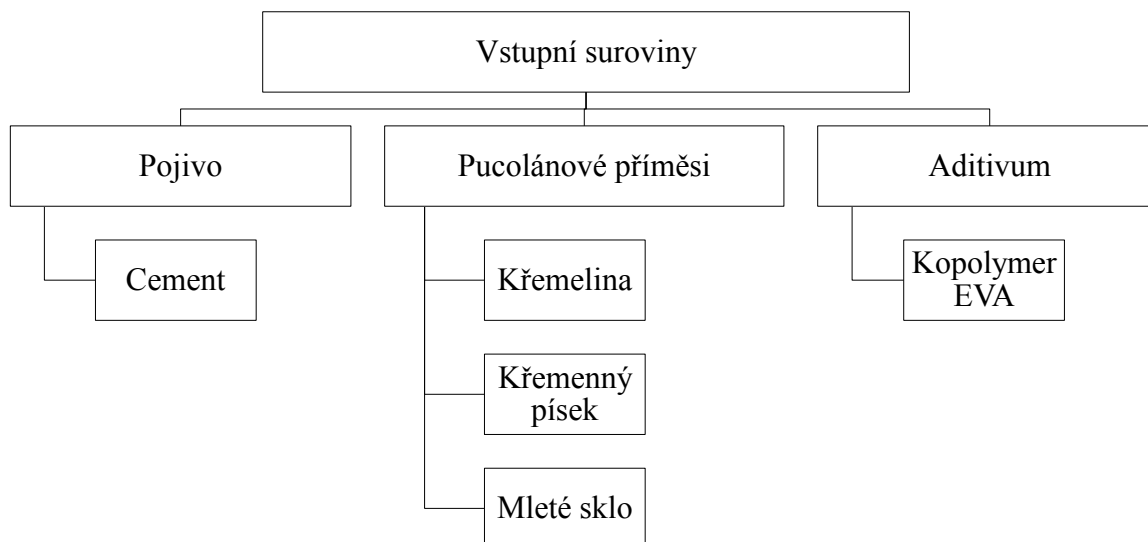 Vstupní suroviny
Pojivo
Pucolánové příměsi
Aditivum
Cement
Křemelina
Kopolymer
EVA
Křemenný
písek
Mleté sklo